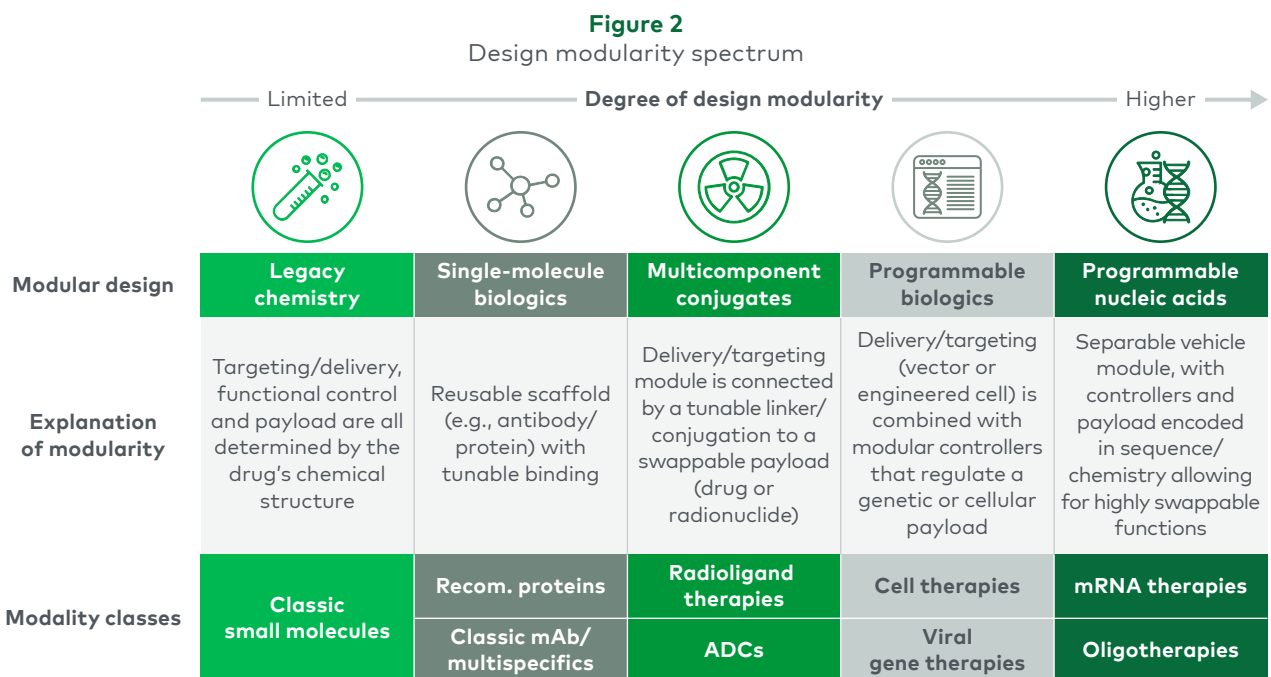 Figure 2
Design modularity spectrum
Limited
Degree of design modularity
Higher
Modular design
Legacy
chemistry
Single-molecule
biologics
Multicomponent
conjugates
Programmable
biologics
Programmable
nucleic acids
Explanation
of modularity
Targeting/delivery,
functional control
and payload are all
determined by the
drug’s chemical
structure
Reusable scaffold
(e.g., antibody/
protein) with
tunable binding
Delivery/targeting
module is connected
by a tunable linker/
conjugation to a
swappable payload
(drug or
radionuclide)
Delivery/targeting
(vector or
engineered cell) is
combined with
modular controllers
that regulate a
genetic or cellular
payload
Separable vehicle
module, with
controllers and
payload encoded
in sequence/
chemistry allowing
for highly swappable
functions
Modality classes
Classic
small molecules
Recom. proteins
Classic mAb/
multispecifics
Radioligand
therapies
ADCs
Cell therapies
Viral
gene therapies
mRNA therapies
Oligotherapies